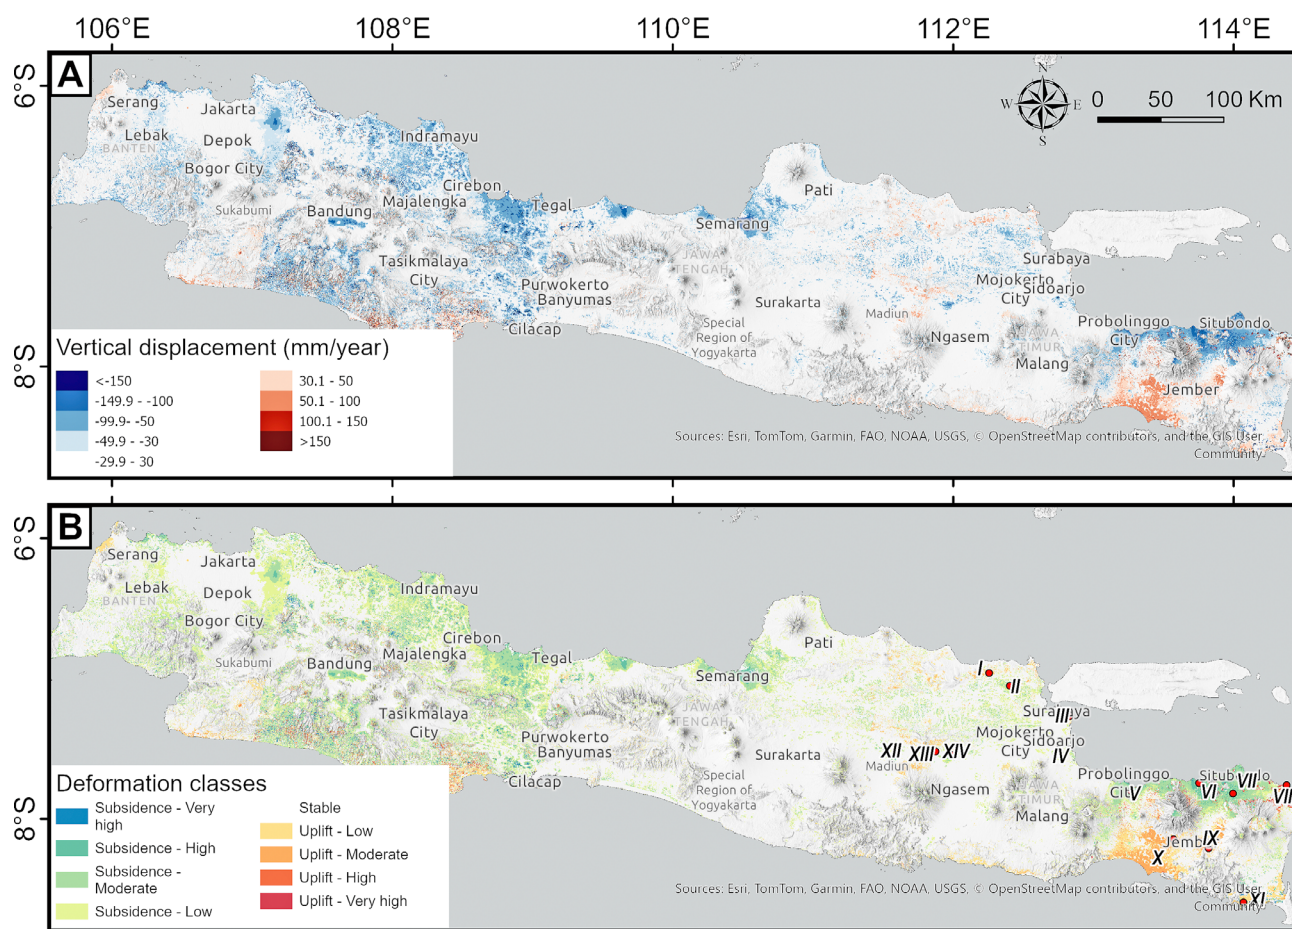 106°E 108°E 110°E 112°E 114°E
A
6°S
8°S
N
W E
S
0 50 100 Km
Serang
Jakarta
Lebak
BANTEN
Depok
Indramayu
Bogor City
Cirebon
Sukabumi
Bandung
Majalengka
Tegal
Pati
Semarang
Tasikmalaya
City
JAWA
TENGAH
Surabaya
Purwokerto
Banyumas
Surakarta
Mojokerto
City
Sidoarjo
Madiun
Cilacap
Special
Region of
Yogyakarta
Ngasem
Probolinggo
City
Situbondo
JAWA
TIMUR
Malang
Jember
Vertical displacement (mm/year)
<-150
-149.9 - -100
-99.9- -50
-49.9 - -30
-29.9 - 30
30.1 - 50
50.1 - 100
100.1 - 150
>150
Sources: Esri, TomTom, Garmin, FAO, NOAA, USGS, © OpenStreetMap contributors, and the GIS User
Community
B
6°S
8°S
Serang
Jakarta
Lebak
BANTEN
Depok
Indramayu
Bogor City
Cirebon
Sukabumi
Bandung
Majalengka
Tegal
Pati
Semarang
I
II
Tasikmalaya
City
JAWA
TENGAH
III
Purwokerto
Banyumas
Surakarta
Mojokerto
City
Sidoarjo
IV
XII XIII XIV
Madiun
Cilacap
Special
Region of
Yogyakarta
Ngasem
Probolinggo
City
V
VI
VII
VII
JAWA
TIMUR
Malang
IX
X
XI
Deformation classes
Subsidence - Very
high
Subsidence - High
Subsidence -
Moderate
Subsidence - Low
Stable
Uplift - Low
Uplift - Moderate
Uplift - High
Uplift - Very high
Sources: Esri, TomTom, Garmin, FAO, NOAA, USGS, © OpenStreetMap contributors, and the GIS User
Community